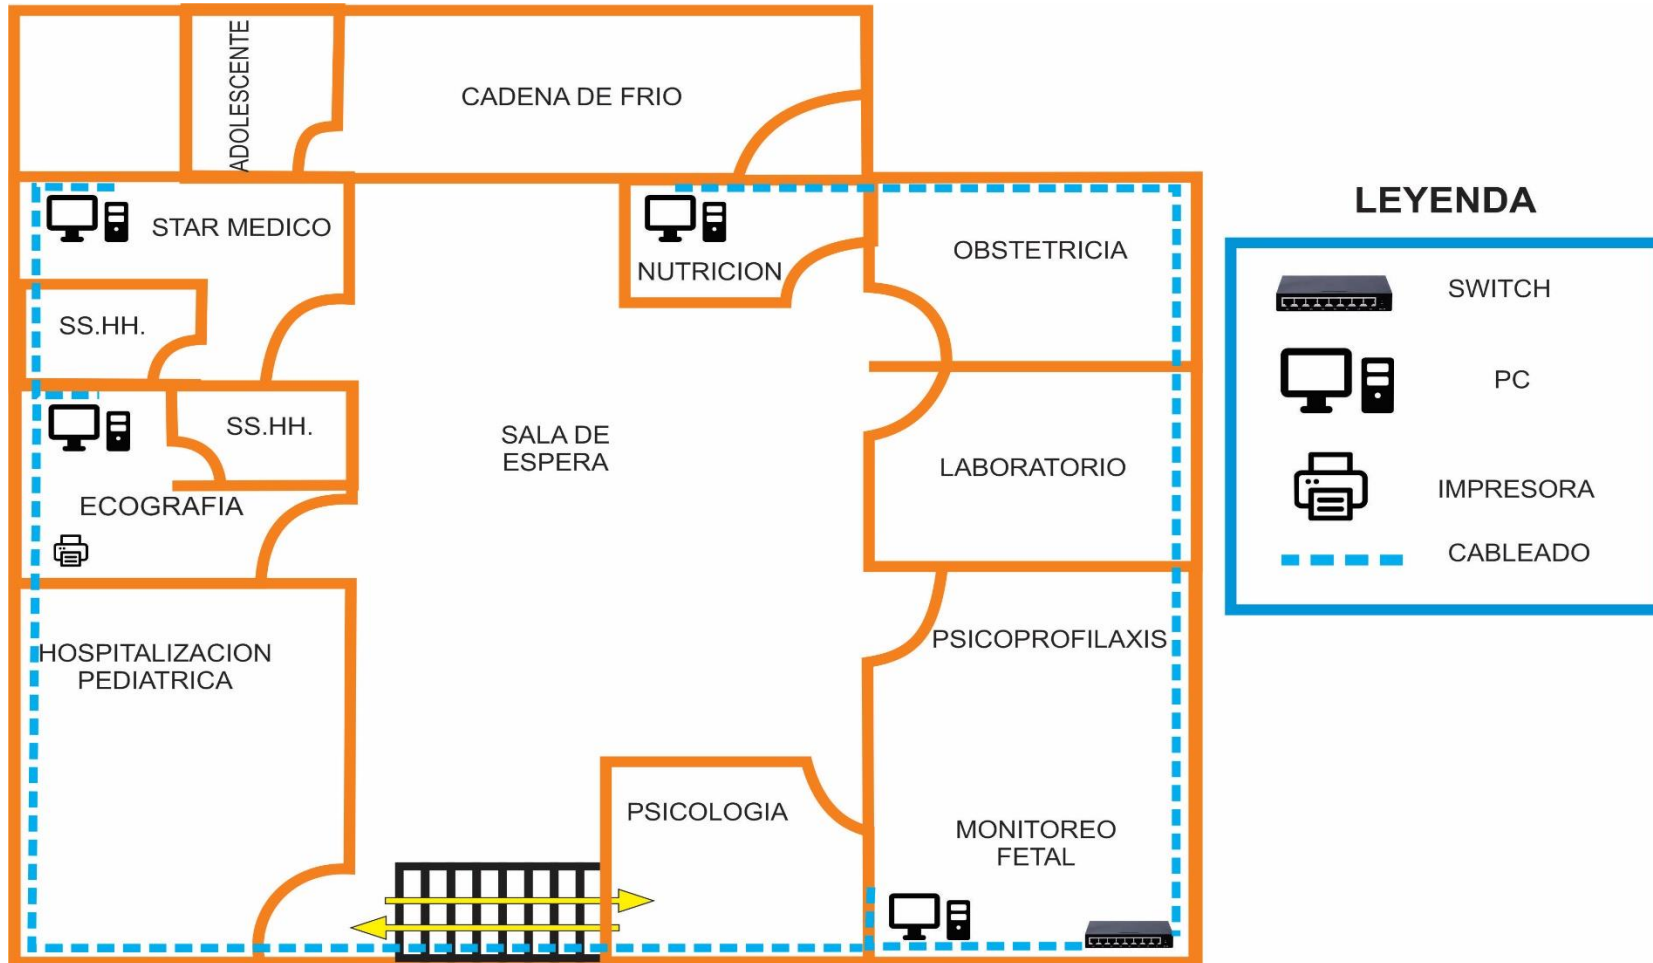 ADOLESCENTE
CADENA DE FRIO
STAR MEDICO
NUTRICION
OBSTETRICIA
SS.HH.
SS.HH.
SALA DE
ESPERA
LABORATORIO
ECOGRAFIA
HOSPITALIZACION
PEDIATRICA
PSICOPROFILAXIS
PSICOLOGIA
MONITOREO
FETAL
LEYENDA
SWITCH
PC
IMPRESORA
CABLEADO